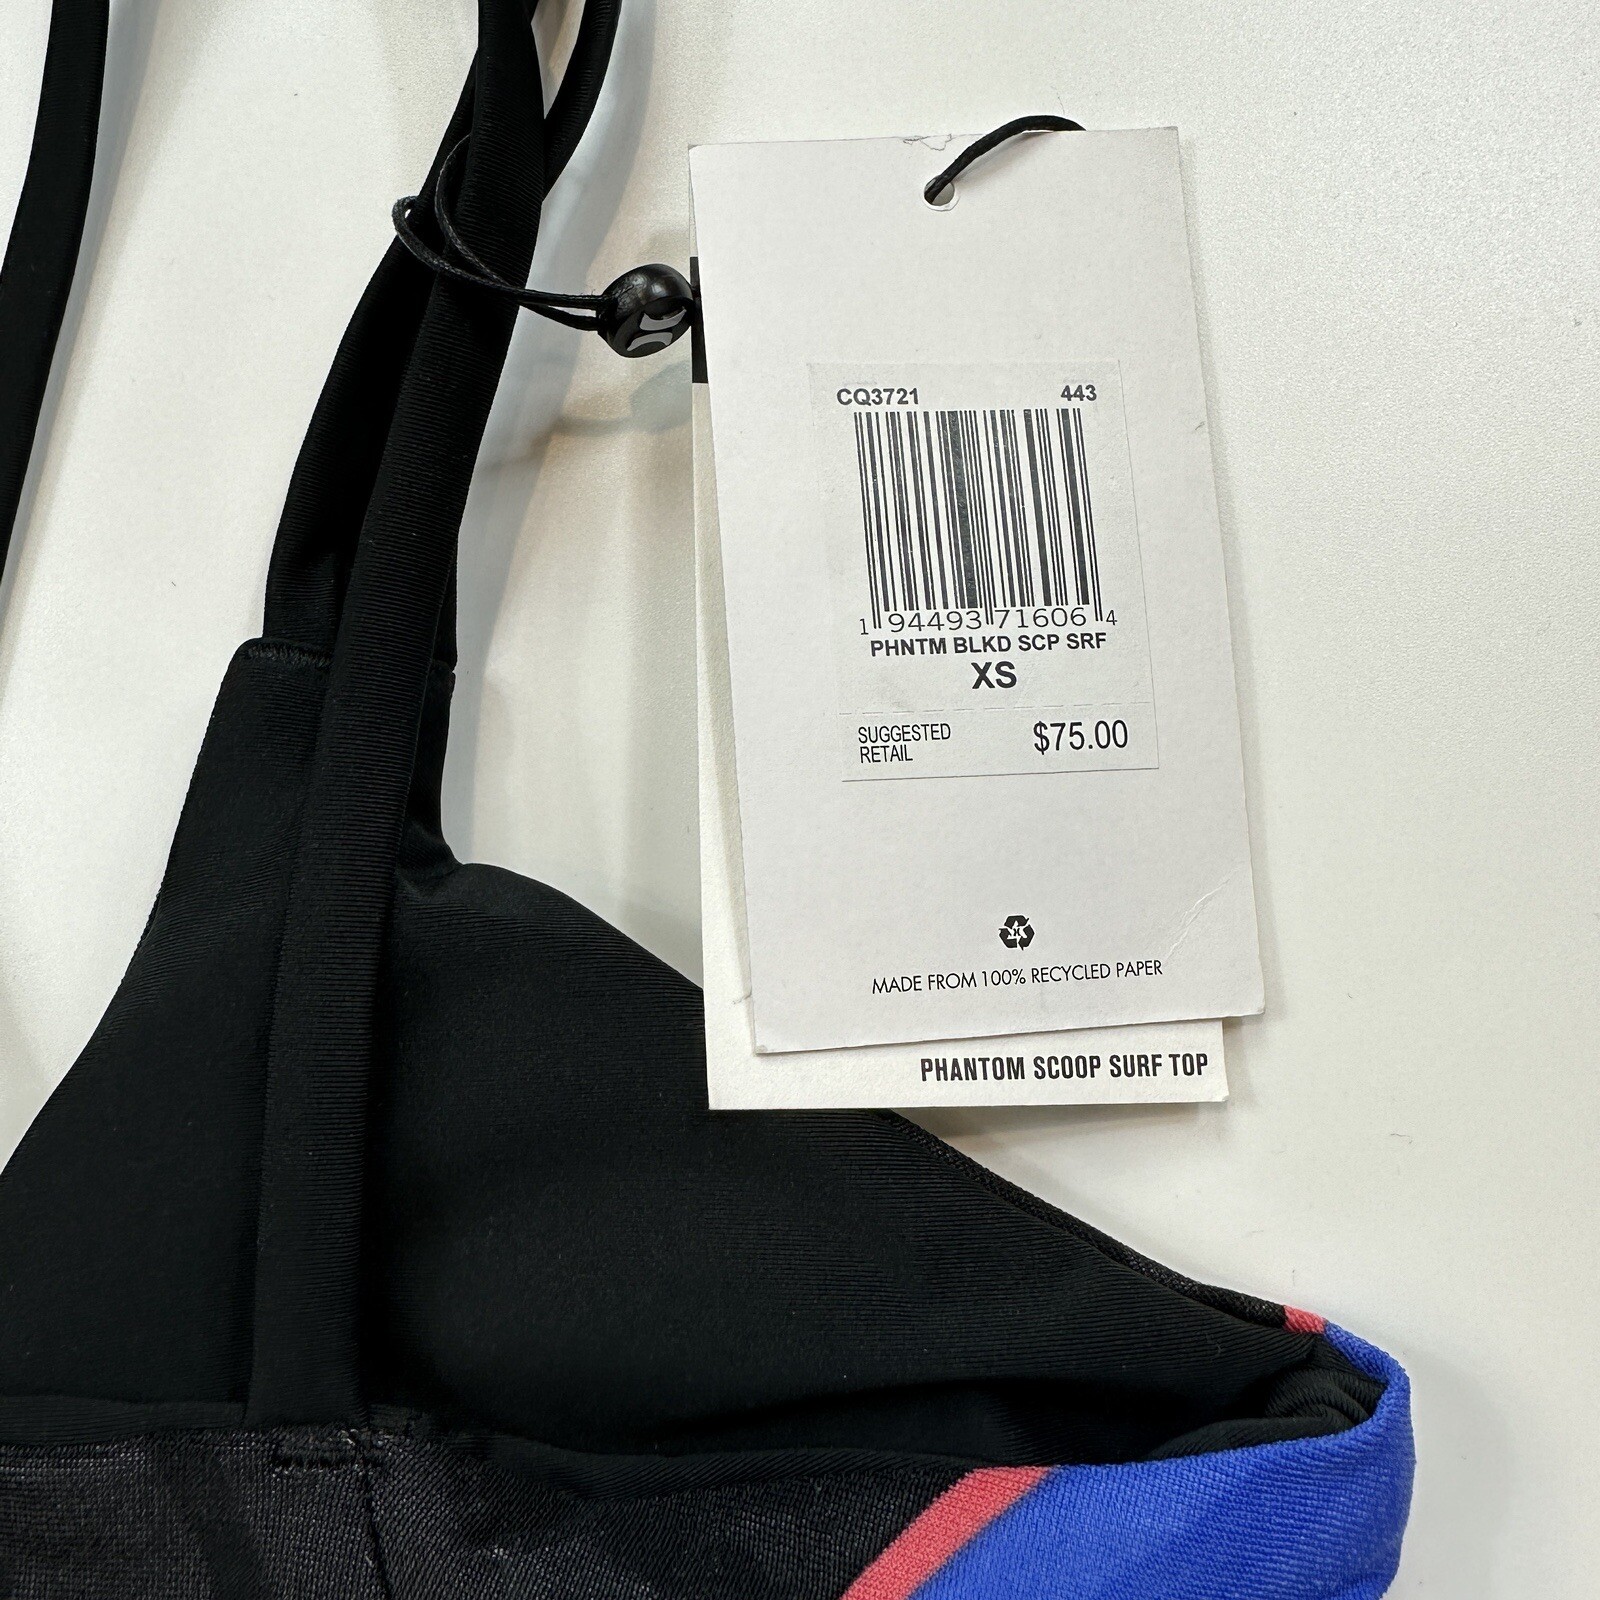 CQ3721 443
1 94493 71606 4
PHNTM BLKD SCP SRF
XS
SUGGESTED
RETAIL
$75.00
MADE FROM 100% RECYCLED PAPER
PHANTOM SCOOP SURF TOP